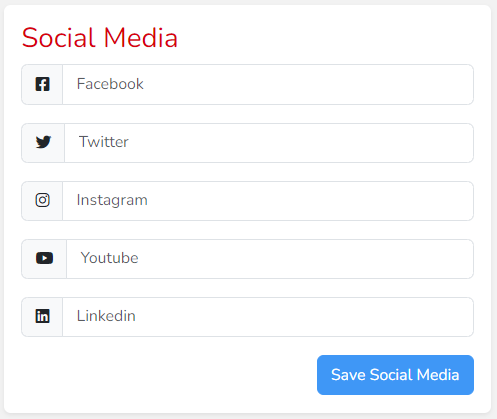 Social Media
Facebook
Twitter
Instagram
Youtube
Linkedin
Save Social Media